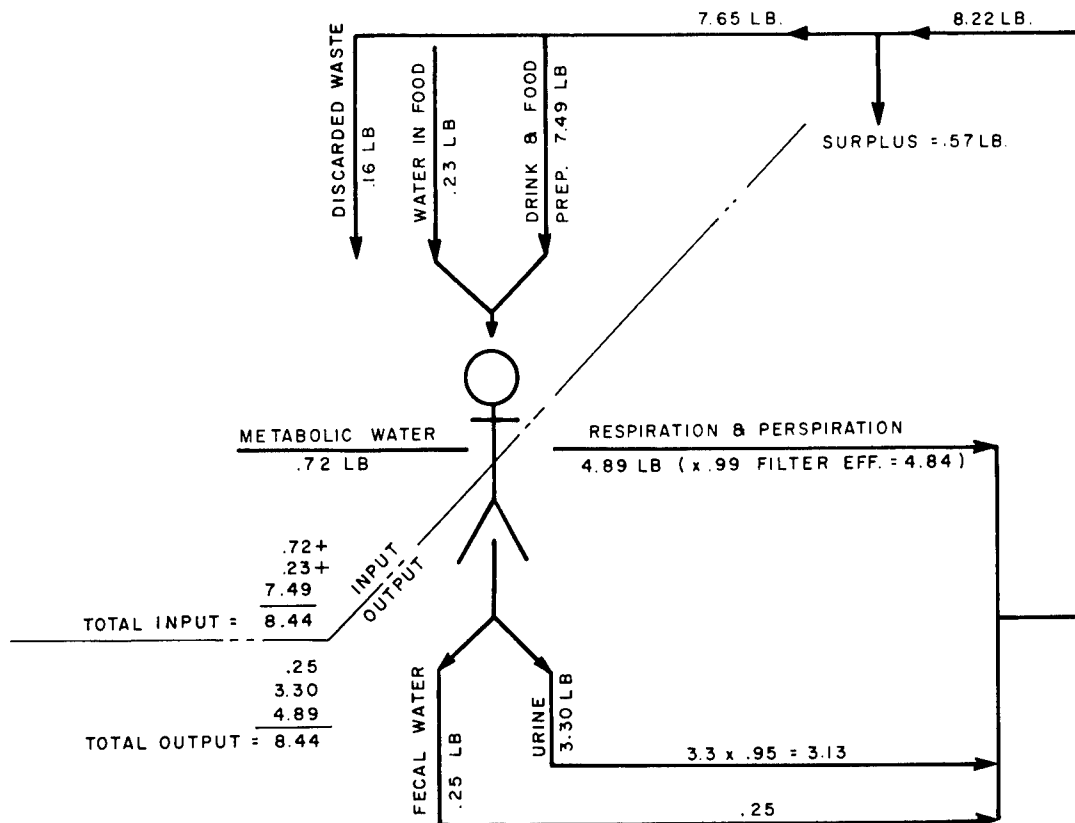 7.65 LB.
8.22 LB.
DISCARDED WASTE
.16 LB
WATER IN FOOD
.23 LB
DRINK & FOOD
PREP. 7.49 LB
SURPLUS = .57 LB.
METABOLIC WATER
.72 LB
RESPIRATION & PERSPIRATION
4.89 LB (x .99 FILTER EFF. = 4.84)
INPUT
OUTPUT
.72+
.23+
7.49
TOTAL INPUT = 8.44
.25
3.30
4.89
TOTAL OUTPUT = 8.44
FECAL WATER
.25 LB
URINE
3.30 LB
3.3 x .95 = 3.13
.25